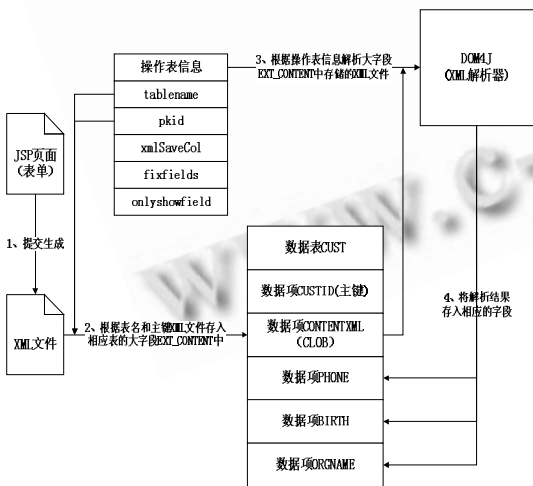 操作表信息
tablename
pkid
xmlSaveCol
fixfields
onlyshowfield
3、根据操作表信息解析大字段
EXT_CONTENT中存储的XML文件
DOM4J
(XML解析器)
JSP页面
(表单)
1、提交生成
XML文件
2、根据表名和主键XML文件存入
相应表的大字段EXT_CONTENT中
数据表CUST
数据项CUSTID(主键)
数据项CONTENTXML
(CLOB)
数据项PHONE
数据项BIRTH
数据项ORGNAME
4、将解析结果
存入相应的字段
www.c